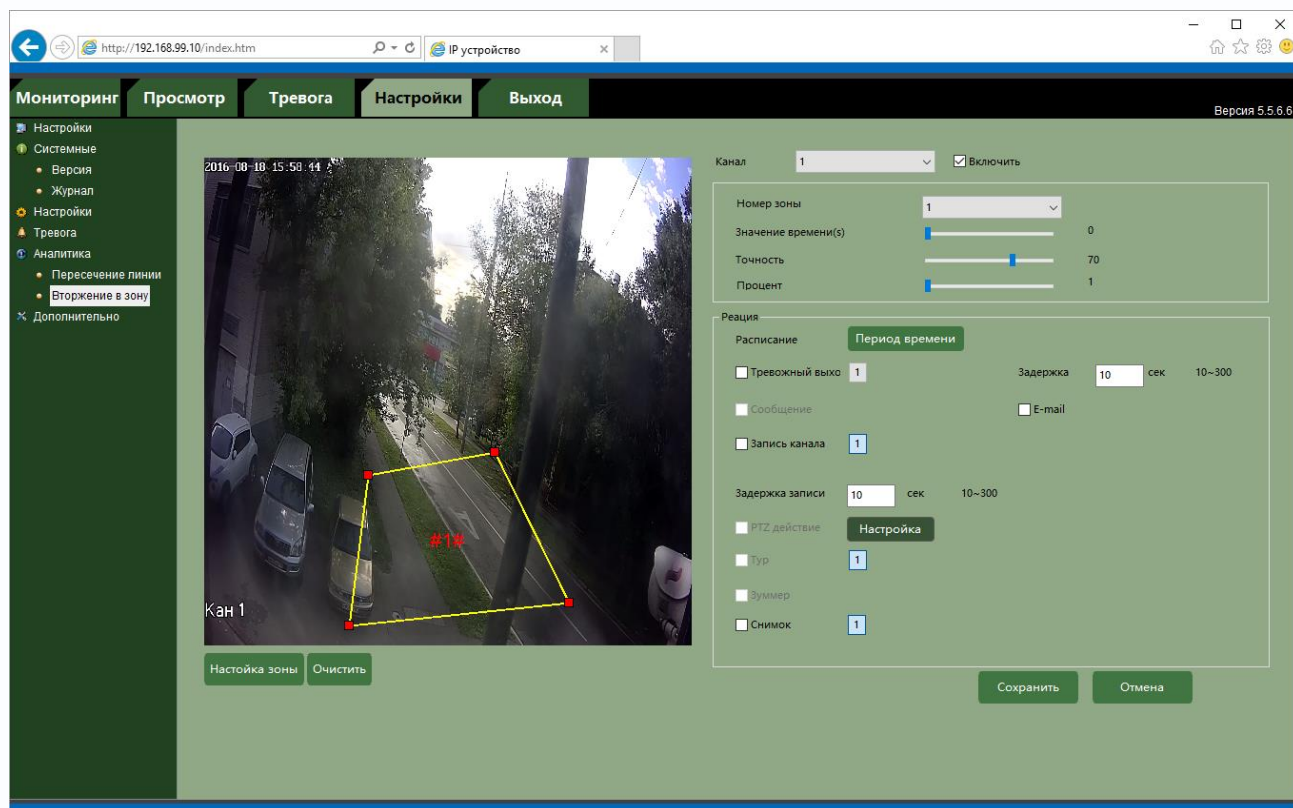 http://192.168.99.10/index.htm
IP устройство
Мониторинг Просмотр Тревога Настройки Выход
Версия 5.5.6.6
Настройки
Системные
Версия
Журнал
Настройки
Тревога
Аналитика
Пересечение линии
Вторжение в зону
Дополнительно
2016-08-18 15:58:44
#1#
Кан 1
Настойка зоны Очистить
Канал 1 Включить
Номер зоны 1
Значение времени(s) 0
Точность 70
Процент 1
Реация
Расписание Период времени
Тревожный выхо 1 Задержка 10 сек 10~300
Сообщение E-mail
Запись канала 1
Задержка записи 10 сек 10~300
PTZ действие Настройка
Тур 1
Зуммер
Снимок 1
Сохранить Отмена